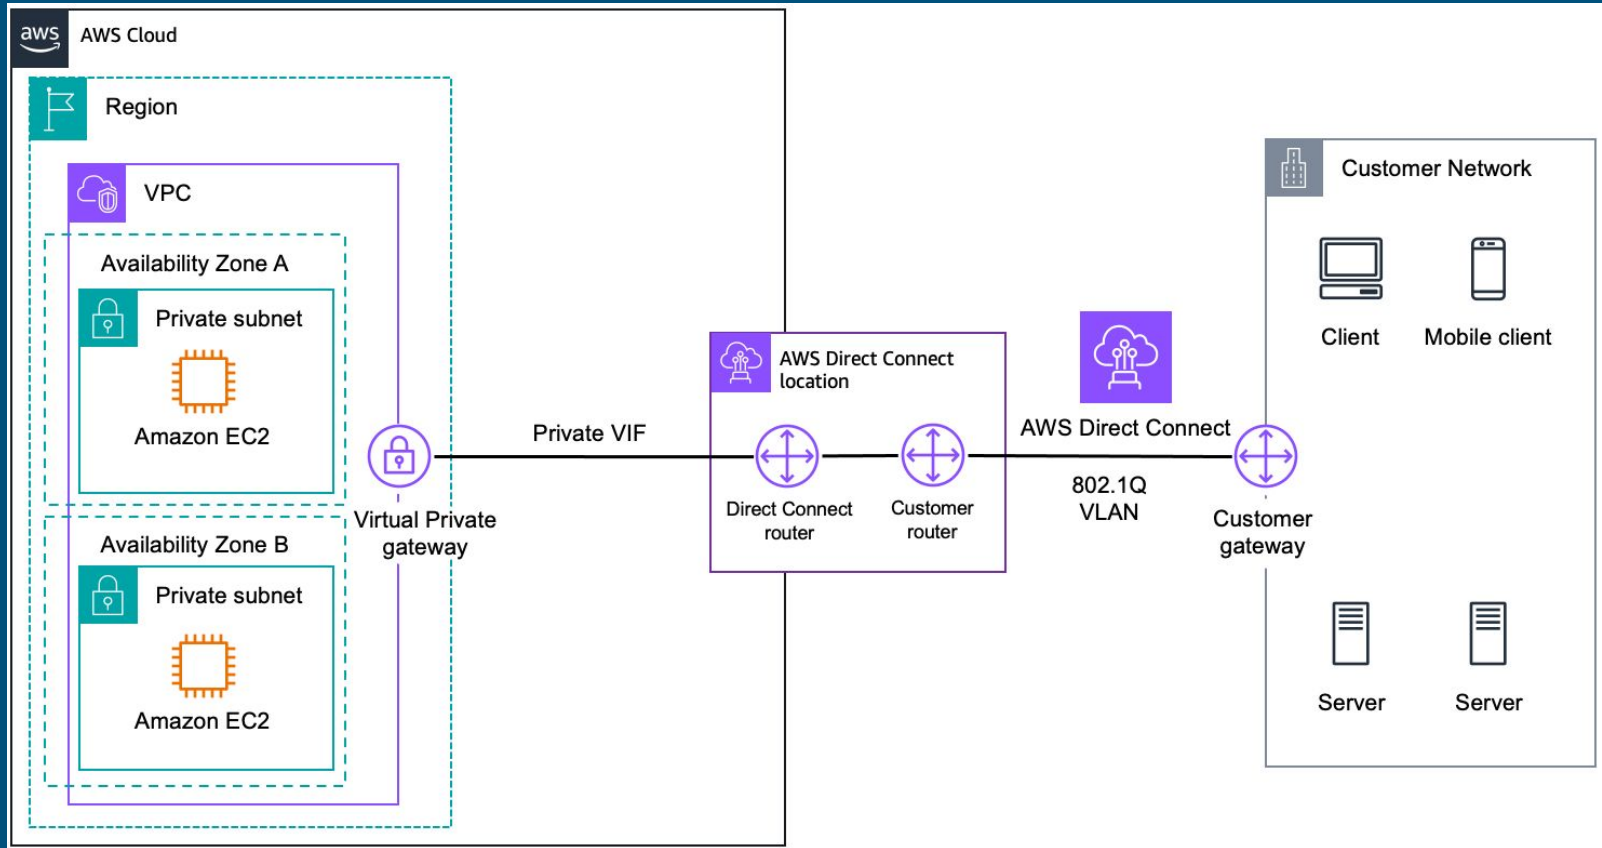 aws
AWS Cloud
Region
VPC
Availability Zone A
Private subnet
Amazon EC2
Virtual Private
gateway
Availability Zone B
Private subnet
Amazon EC2
Private VIF
AWS Direct Connect
location
Direct Connect
router
Customer
router
AWS Direct Connect
802.1Q
VLAN
Customer
gateway
Customer Network
Client
Mobile client
Server
Server